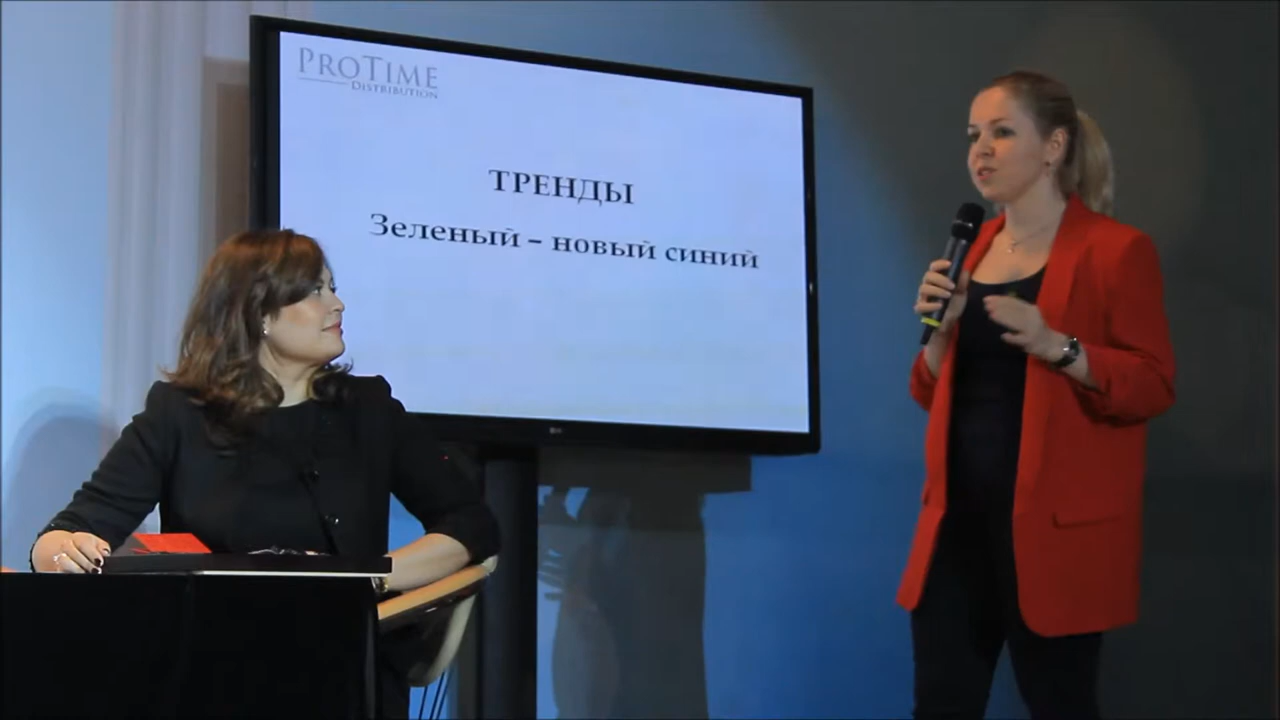 PROTIME
DISTRIBUTION
ТРЕНДЫ
Зеленый – новый синий